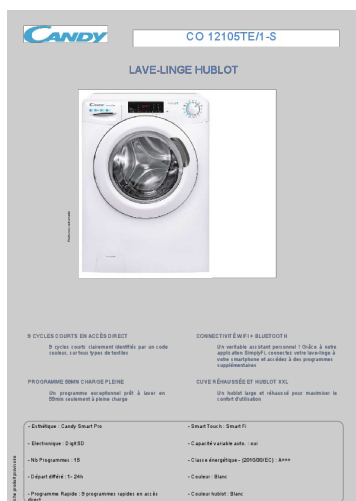 CANDY
CO 12105TE/1-S
LAVE-LINGE HUBLOT
9 CYCLES COURTS EN ACCÈS DIRECT
9 cycles courts clairement identifiés par un code
couleur, sur tous types de textiles
CONNECTIVITÉ WIFI + BLUETOOTH
Un veritable assistant personnel ! Grâce à notre
application SimplyFi, connectez votre lave-linge à
votre smartphone et accédez à des programmes
supplémentaires
PROGRAMME 59MIN CHARGE PLEINE
Un programme exceptionnel prêt à laver en
59min seulement à pleine charge
CUVE RÉHAUSSÉE ET HUBLOT XXL
Un hublot large et réhaussé pour maximiser le
confort d'utilisation
- Esthétique : Candy Smart Pro
- Electronique : Digit 5D
- Nb Programmes : 15
- Départ différé : 1- 24h
- Programme Rapide : 9 programmes rapides en accès
direct
- Smart Touch : Smart Fi
- Capacité variable auto. : oui
- Classe énergétique - (2010/30/EC) : A+++
- Couleur : Blanc
- Couleur hublot : Blanc